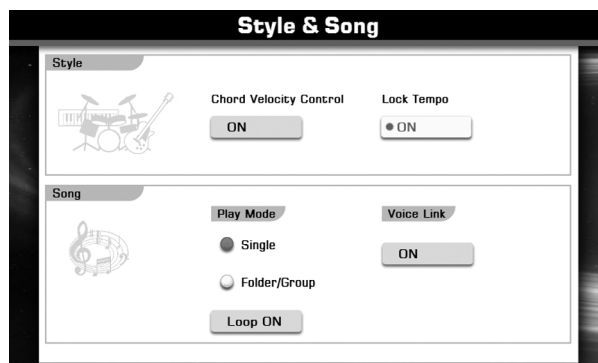 Style & Song
Style
Chord Velocity Control
Lock Tempo
ON
ON
Song
Play Mode
Voice Link
Single
ON
Folder/Group
Loop ON